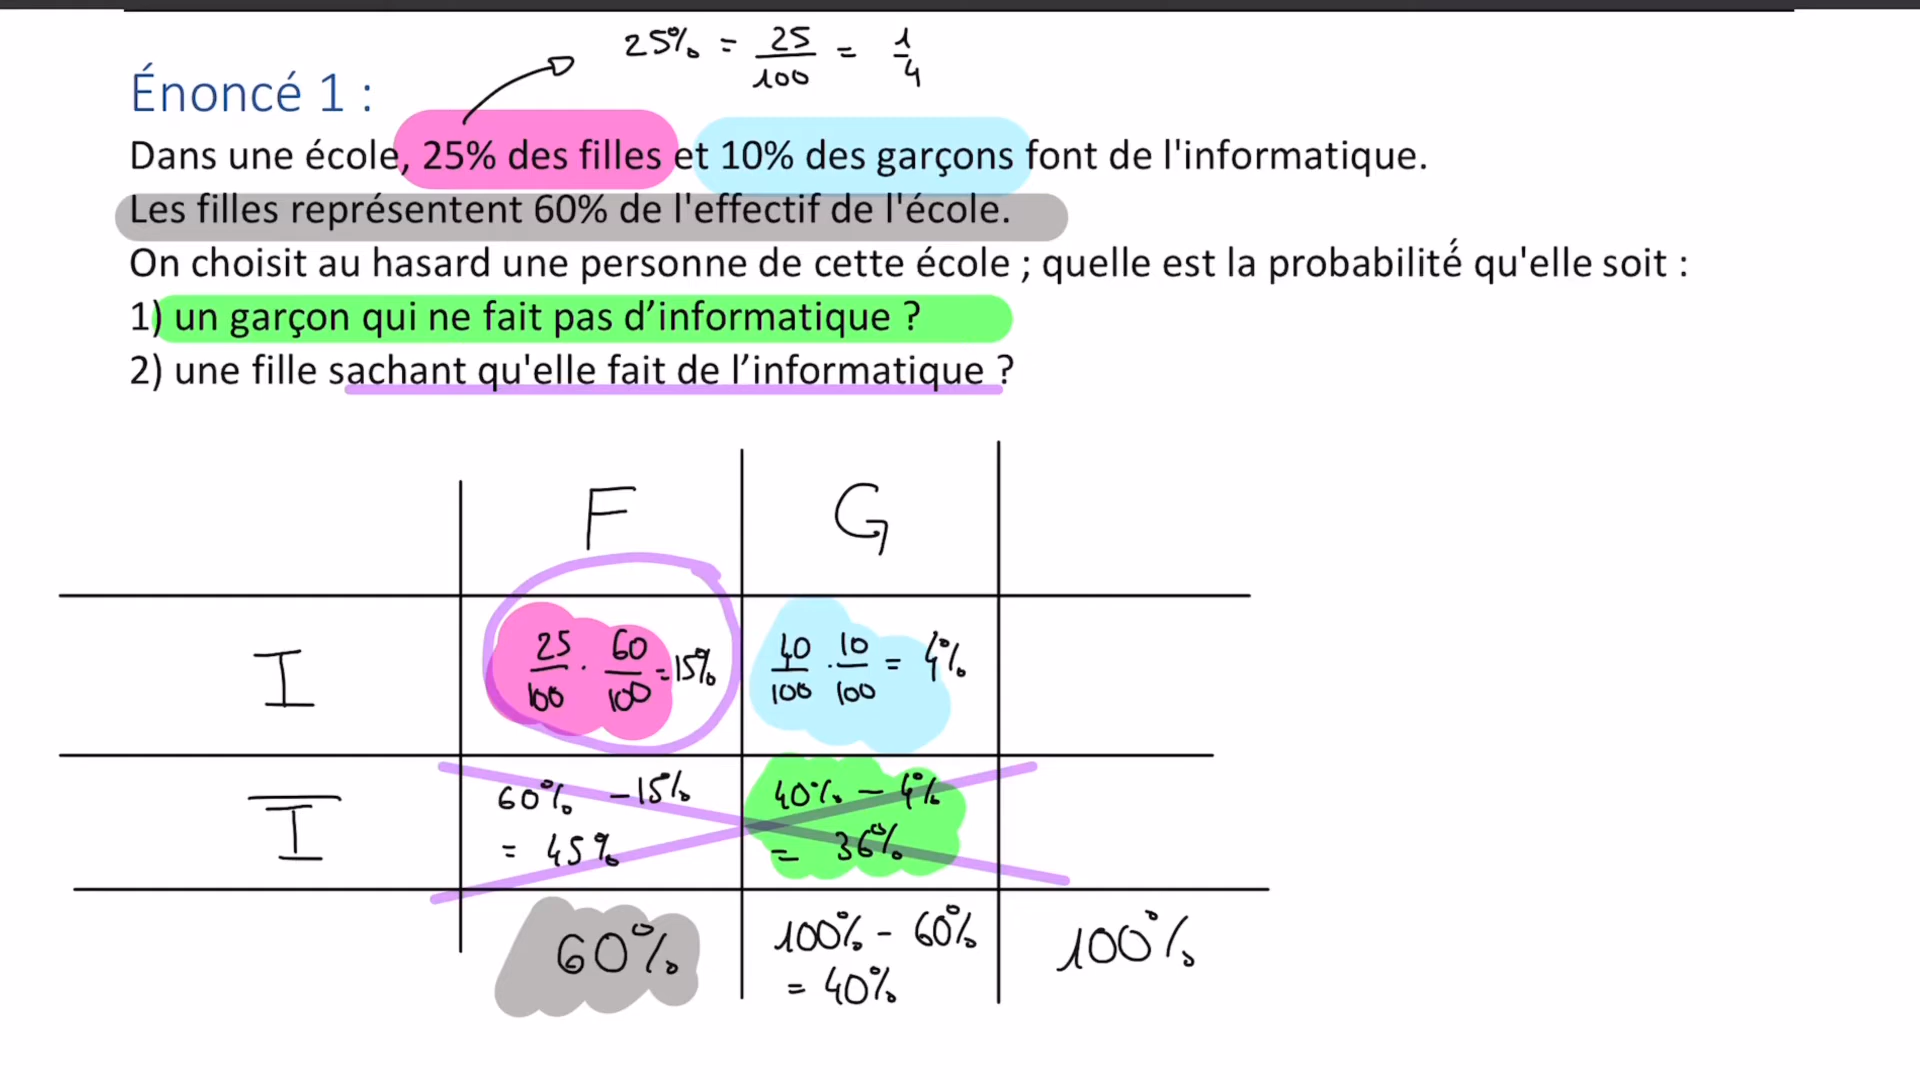 25% = 25/100 = 1/4
Énoncé 1 :
Dans une école, 25% des filles et 10% des garçons font de l'informatique.
Les filles représentent 60% de l'effectif de l'école.
On choisit au hasard une personne de cette école ; quelle est la probabilité́ qu'elle soit :
1) un garçon qui ne fait pas d’informatique ?
2) une fille sachant qu'elle fait de l’informatique ?
F G
I 25/100 · 60/100 = 15% 40/100 · 10/100 = 4%
I̅ 60% - 15% 40% - 4%
= 45% = 36%
60% 100% - 60% 100%
= 40%